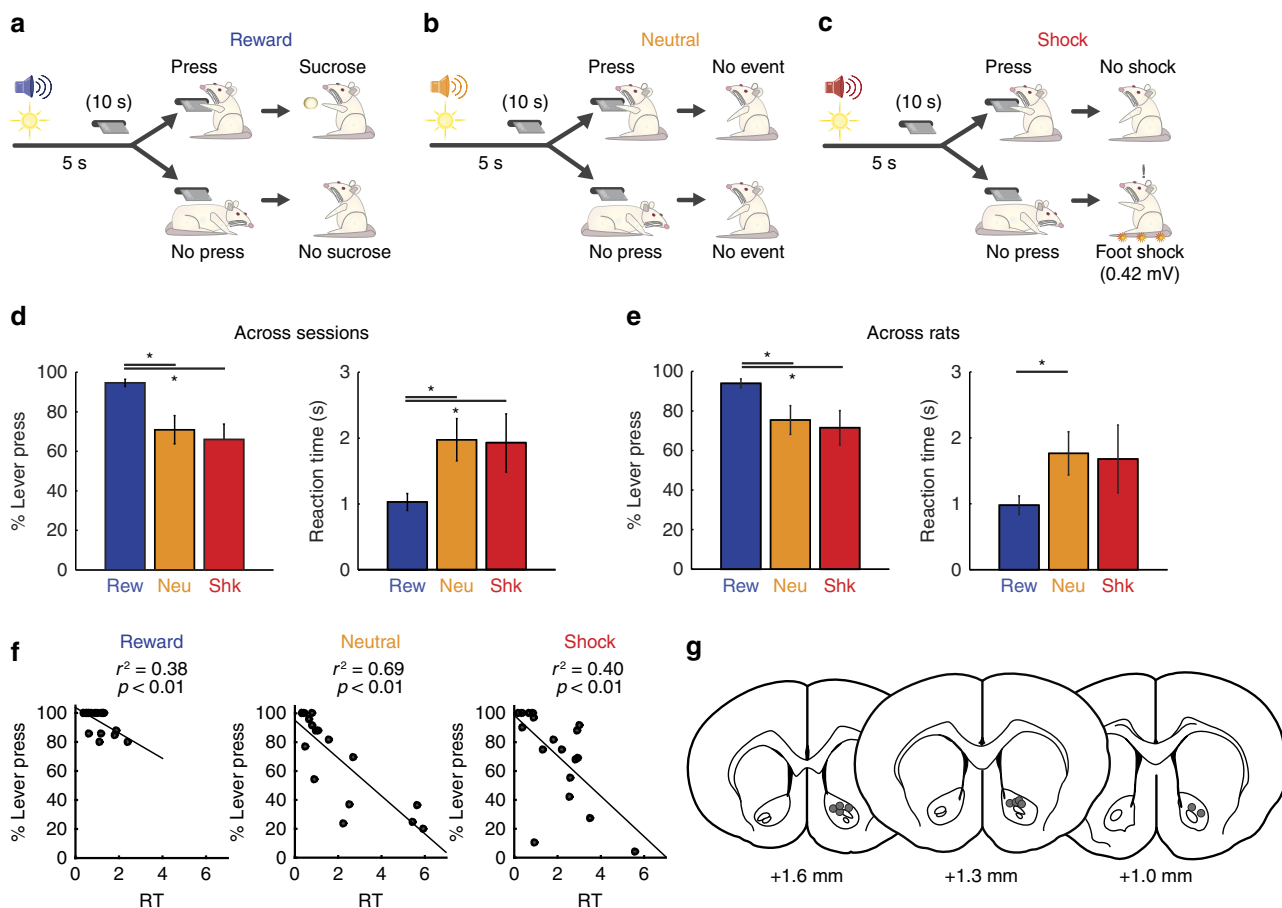 a
Reward
Press
Sucrose
(10 s)
5 s
No press
No sucrose
b
Neutral
Press
No event
(10 s)
5 s
No press
No event
c
Shock
Press
No shock
(10 s)
5 s
!
No press
Foot shock
(0.42 mV)
d
Across sessions
% Lever press
100
80
60
40
20
0
*
*
Rew Neu Shk
Reaction time (s)
3
2
1
0
*
*
Rew Neu Shk
e
Across rats
% Lever press
100
80
60
40
20
0
*
*
Rew Neu Shk
Reaction time (s)
3
2
1
0
*
Rew Neu Shk
f
Reward
r² = 0.38
p < 0.01
% Lever press
100
80
60
40
20
0
0 2 4 6
RT
Neutral
r² = 0.69
p < 0.01
% Lever press
100
80
60
40
20
0
0 2 4 6
RT
Shock
r² = 0.40
p < 0.01
% Lever press
100
80
60
40
20
0
0 2 4 6
RT
g
+1.6 mm
+1.3 mm
+1.0 mm